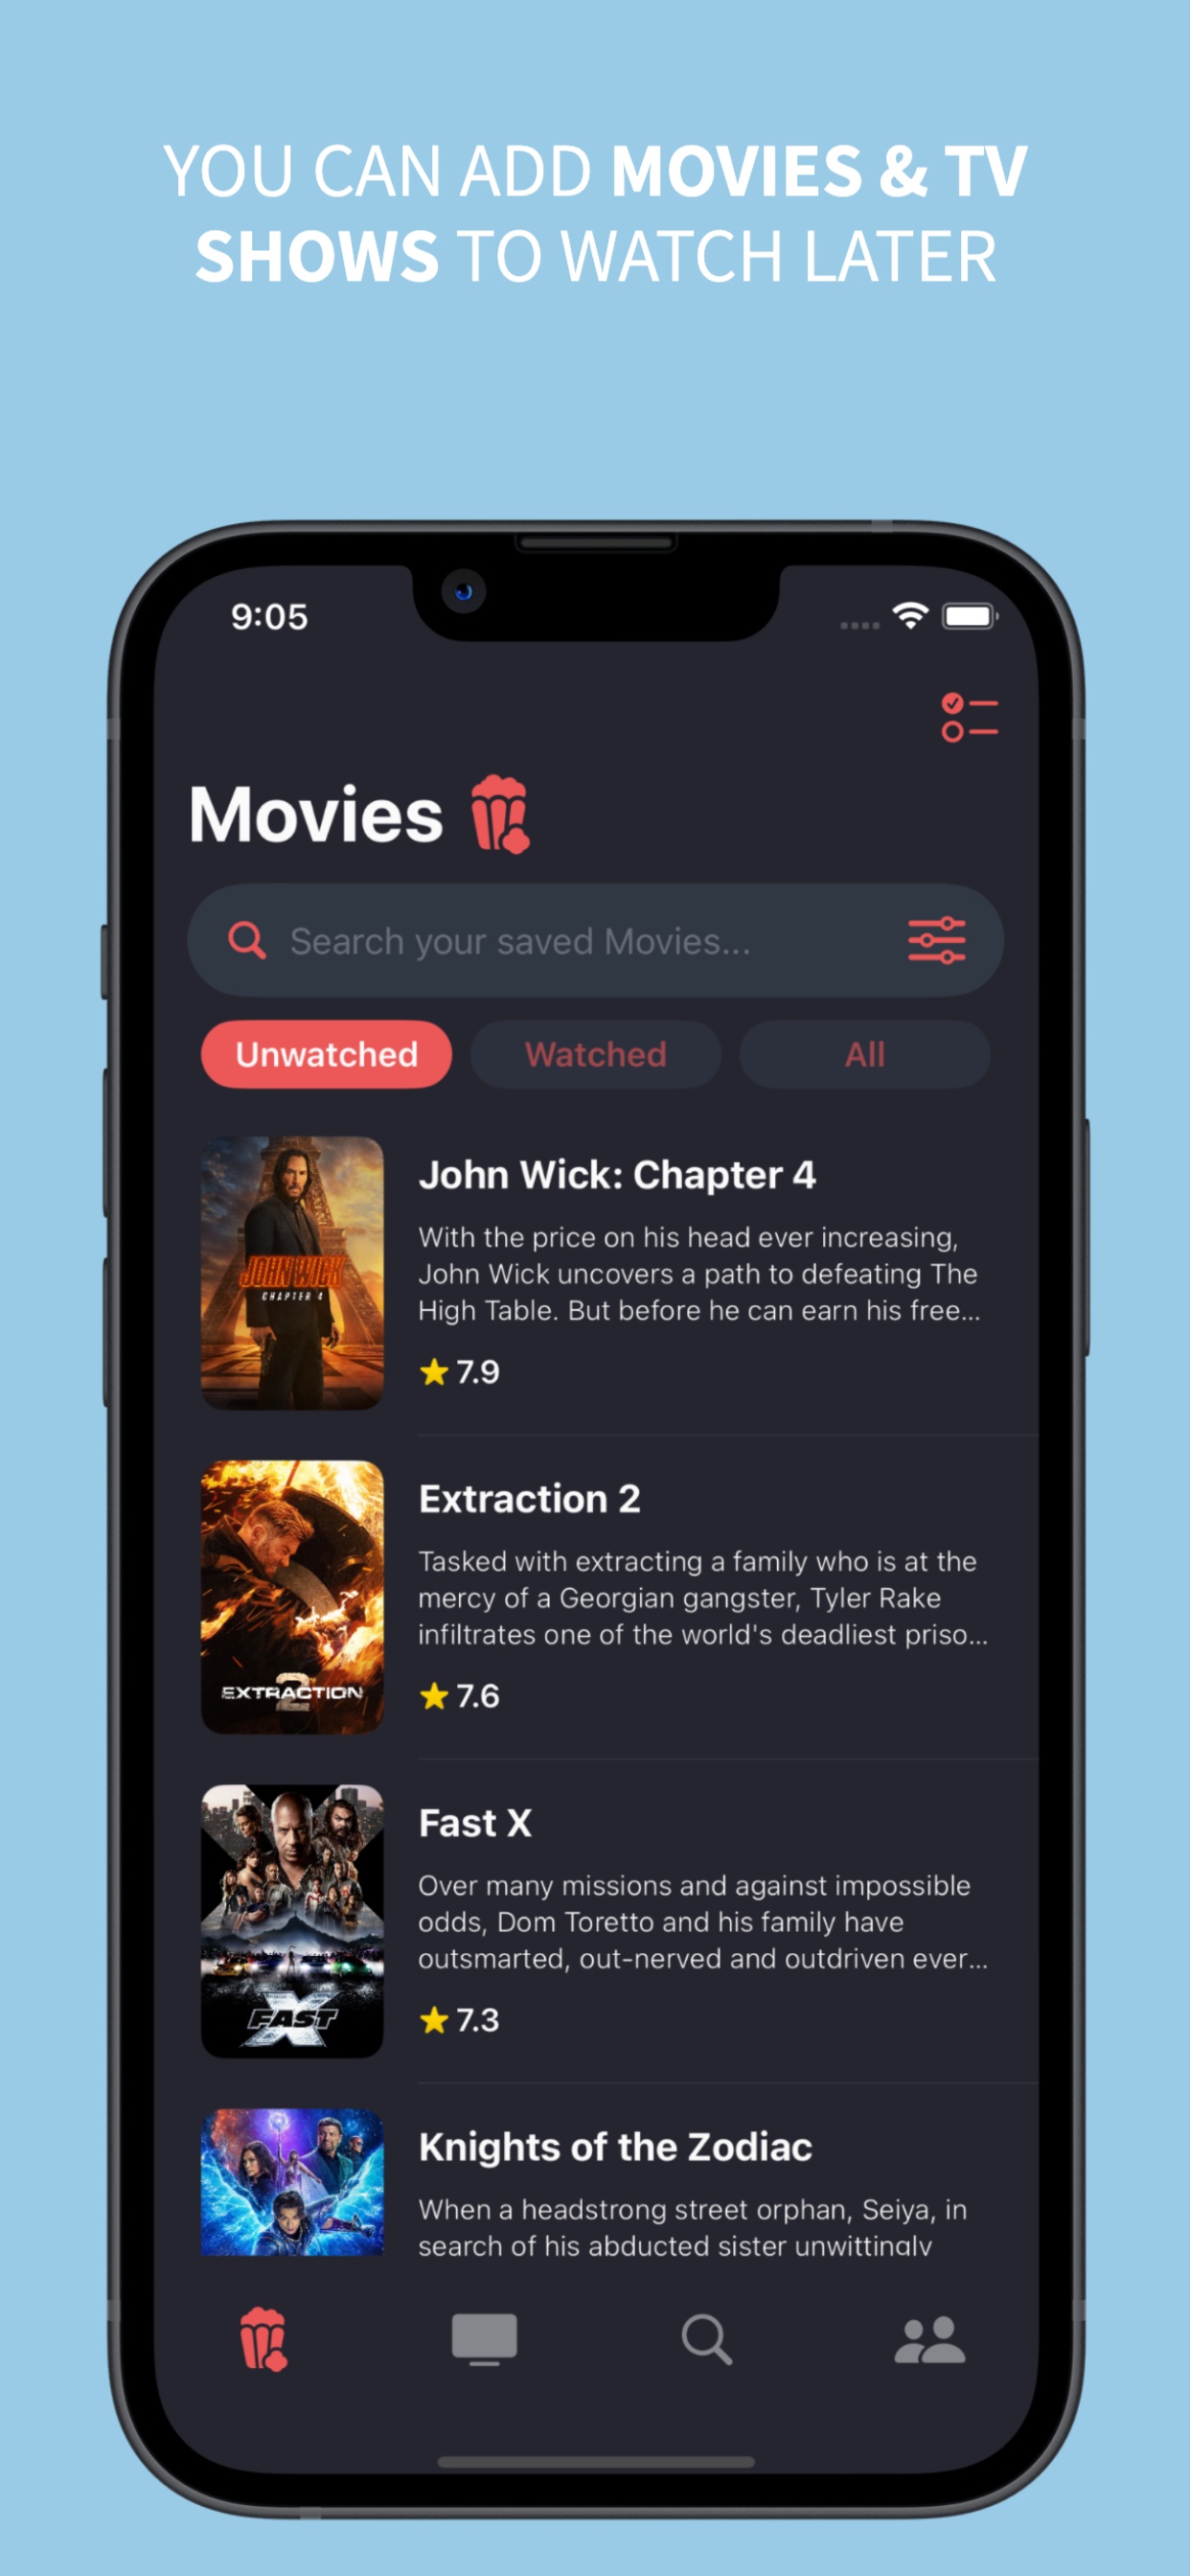 YOU CAN ADD MOVIES & TV
SHOWS TO WATCH LATER
9:05
Movies
Search your saved Movies...
Unwatched
Watched
All
JOHN WICK
CHAPTER 4
John Wick: Chapter 4
With the price on his head ever increasing,
John Wick uncovers a path to defeating The
High Table. But before he can earn his free...
7.9
EXTRACTION
2
Extraction 2
Tasked with extracting a family who is at the
mercy of a Georgian gangster, Tyler Rake
infiltrates one of the world's deadliest priso...
7.6
FAST
X
Fast X
Over many missions and against impossible
odds, Dom Toretto and his family have
outsmarted, out-nerved and outdriven ever...
7.3
Knights of the Zodiac
When a headstrong street orphan, Seiya, in
search of his abducted sister unwittingly